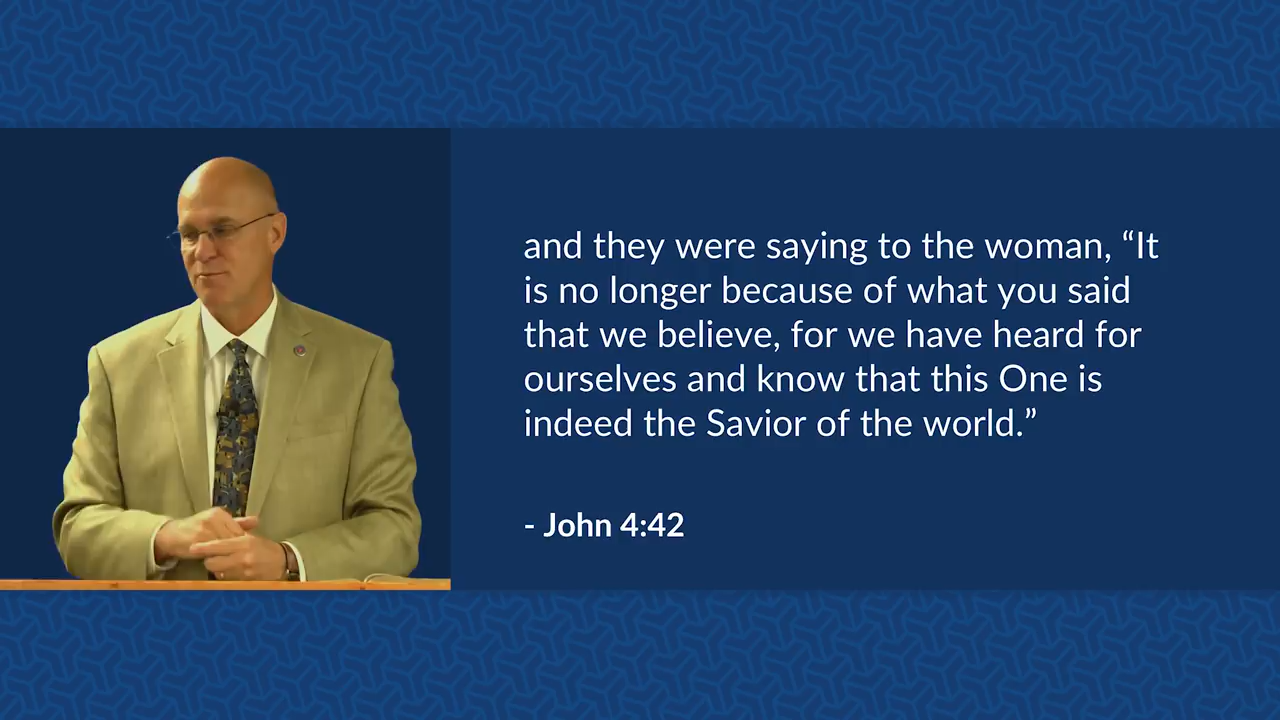 and they were saying to the woman, “It
is no longer because of what you said
that we believe, for we have heard for
ourselves and know that this One is
indeed the Savior of the world.”
- John 4:42